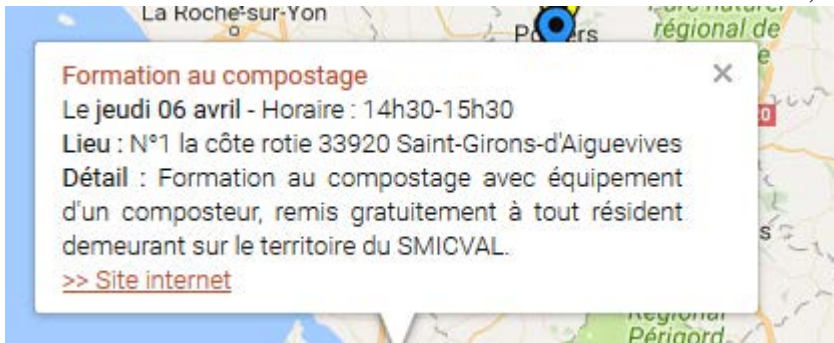 La Roche-sur-Yon
régional de
Formation au compostage
Le jeudi 06 avril - Horaire : 14h30-15h30
Lieu : N°1 la côte rotie 33920 Saint-Girons-d'Aiguevives
Détail : Formation au compostage avec équipement
d'un composteur, remis gratuitement à tout résident
demeurant sur le territoire du SMICVAL.
>> Site internet
Périgord